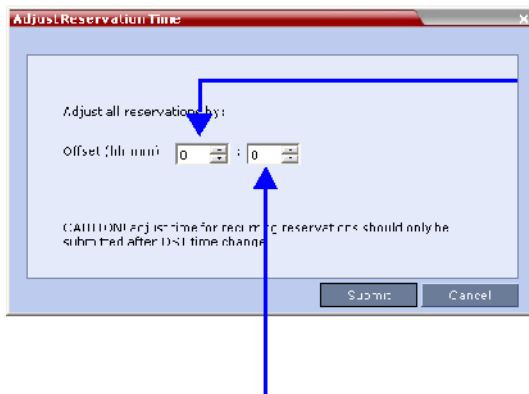 Adjust Reservation Time
Adjust all reservations by:
Offset (hh mm) 0 : 0
CAUTION! adjust time for recurring reservations should only be
submitted after DST time change
Submit Cancel